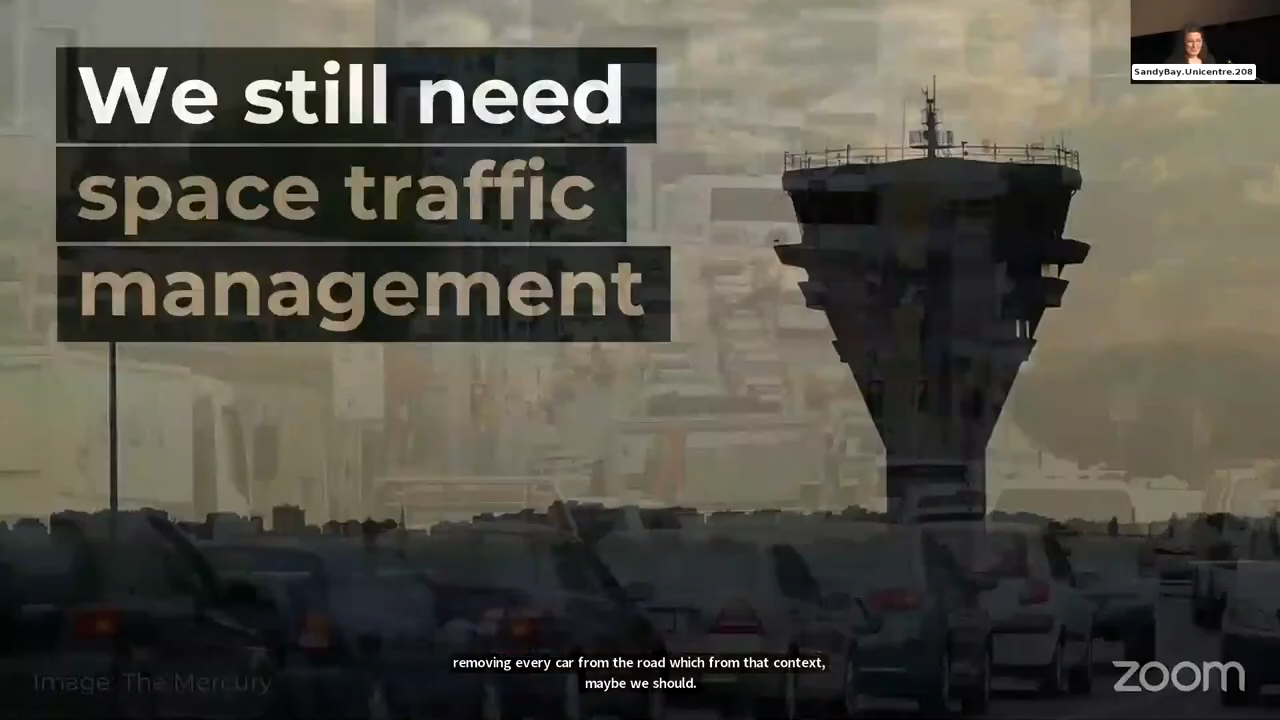 We still need
space traffic
management
SandyBay.Unicentre.208
removing every car from the road which from that context,
maybe we should.
Image: The Mercury
zoom